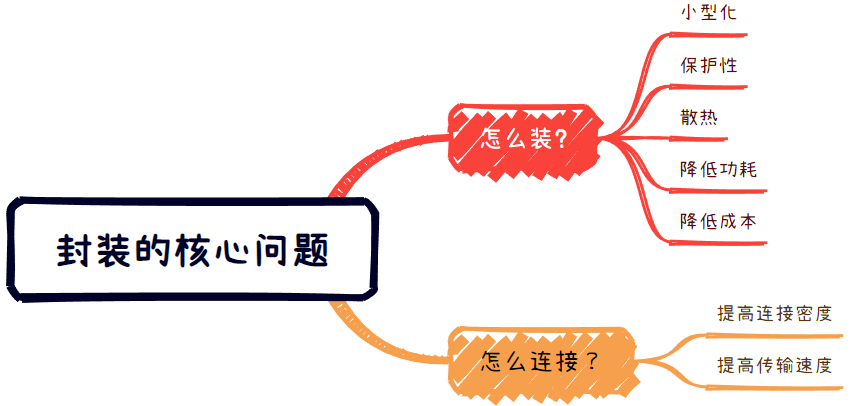 小型化
保护性
怎么装?
散热
降低功耗
降低成本
封装的核心问题
提高连接密度
怎么连接？
提高传输速度